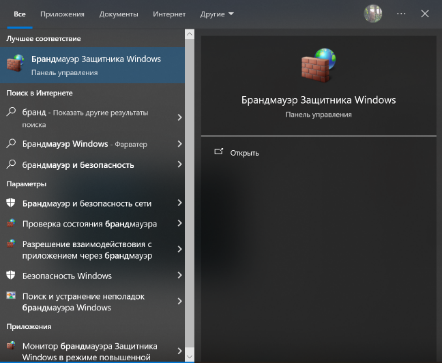 Все Приложения Документы Интернет Другие
Лучшее соответствие
Брандмауэр Защитника Windows
Панель управления
Поиск в Интернете
бранд - Показать другие результаты
поиска
брандмауэр Windows - Фарватер
брандмауэр и безопасность
Параметры
Брандмауэр и безопасность сети
Проверка состояния брандмауэра
Разрешение взаимодействовия с
приложением через брандмауэр
Безопасность Windows
Поиск и устранение неполадок
брандмауэра Windows
Приложения
Монитор брандмауэра Защитника
Windows в режиме повышенной
Брандмауэр Защитника Windows
Панель управления
Открыть